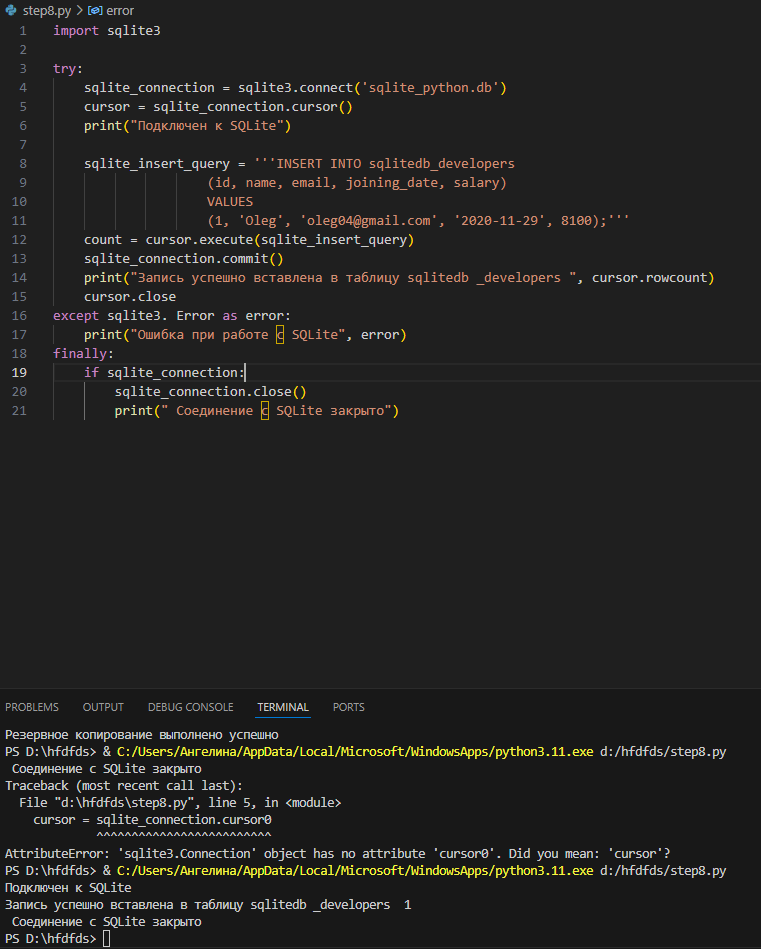 step8.py > error
1 import sqlite3
2
3 try:
4 sqlite_connection = sqlite3.connect('sqlite_python.db')
5 cursor = sqlite_connection.cursor()
6 print("Подключен к SQLite")
7
8 sqlite_insert_query = '''INSERT INTO sqlitedb_developers
9 (id, name, email, joining_date, salary)
10 VALUES
11 (1, 'Oleg', 'oleg04@gmail.com', '2020-11-29', 8100);'''
12 count = cursor.execute(sqlite_insert_query)
13 sqlite_connection.commit()
14 print("Запись успешно вставлена в таблицу sqlitedb _developers ", cursor.rowcount)
15 cursor.close
16 except sqlite3. Error as error:
17 print("Ошибка при работе с SQLite", error)
18 finally:
19 if sqlite_connection:
20 sqlite_connection.close()
21 print(" Соединение с SQLite закрыто")
PROBLEMS OUTPUT DEBUG CONSOLE TERMINAL PORTS
Резервное копирование выполнено успешно
PS D:\hfdfds> & C:/Users/Ангелина/AppData/Local/Microsoft/WindowsApps/python3.11.exe d:/hfdfds/step8.py
Соединение с SQLite закрыто
Traceback (most recent call last):
File "d:\hfdfds\step8.py", line 5, in <module>
cursor = sqlite_connection.cursor0
^^^^^^^^^^^^^^^^^^^^^^^^^
AttributeError: 'sqlite3.Connection' object has no attribute 'cursor0'. Did you mean: 'cursor'?
PS D:\hfdfds> & C:/Users/Ангелина/AppData/Local/Microsoft/WindowsApps/python3.11.exe d:/hfdfds/step8.py
Подключен к SQLite
Запись успешно вставлена в таблицу sqlitedb _developers  1
Соединение с SQLite закрыто
PS D:\hfdfds>